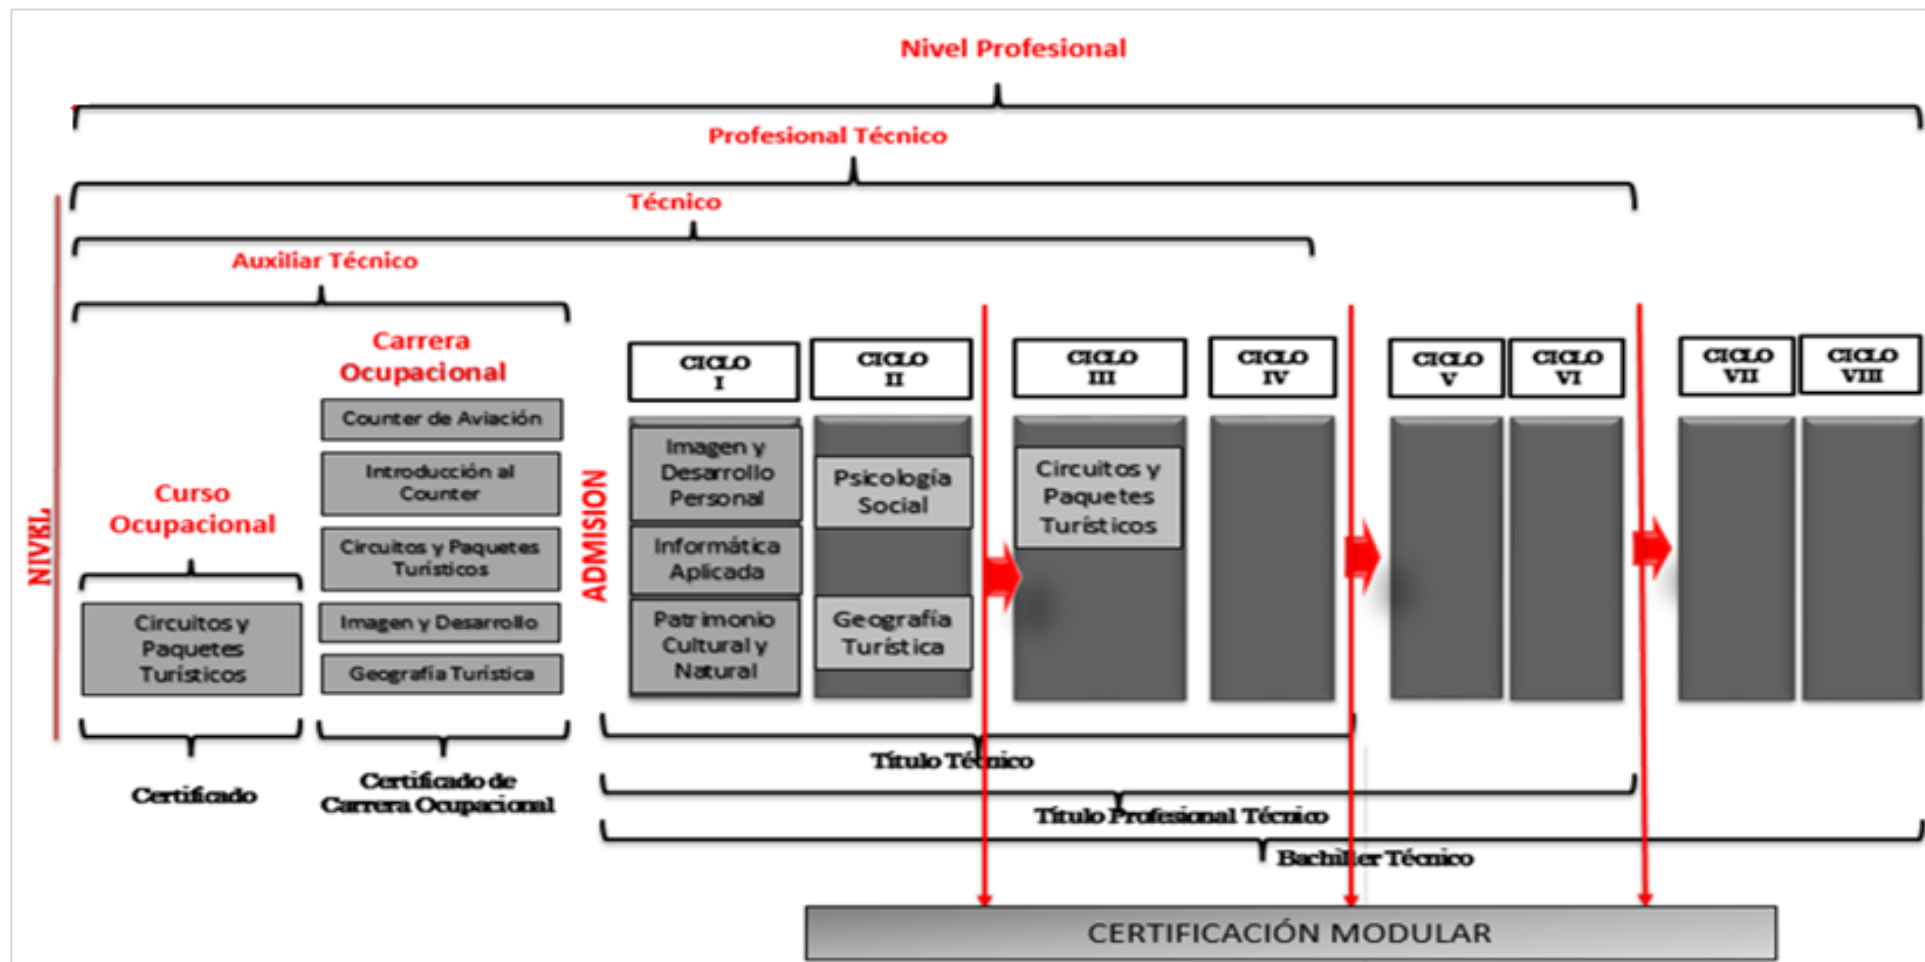 Nivel Profesional
Profesional Técnico
Técnico
Auxiliar Técnico
NIVEL
Curso
Ocupacional
Circuitos y
Paquetes
Turísticos
Certificado
Carrera
Ocupacional
Counter de Aviación
Introducción al
Counter
Circuitos y Paquetes
Turísticos
Imagen y Desarrollo
Geografía Turística
Certificado de
Carrera Ocupacional
ADMISION
CICLO
I
Imagen y
Desarrollo
Personal
Informática
Aplicada
Patrimonio
Cultural y
Natural
CICLO
II
Psicología
Social
Geografía
Turística
CICLO
III
Circuitos y
Paquetes
Turísticos
CICLO
IV
CICLO
V
CICLO
VI
CICLO
VII
CICLO
VIII
Título Técnico
Título Profesional Técnico
Bachiller Técnico
CERTIFICACIÓN MODULAR